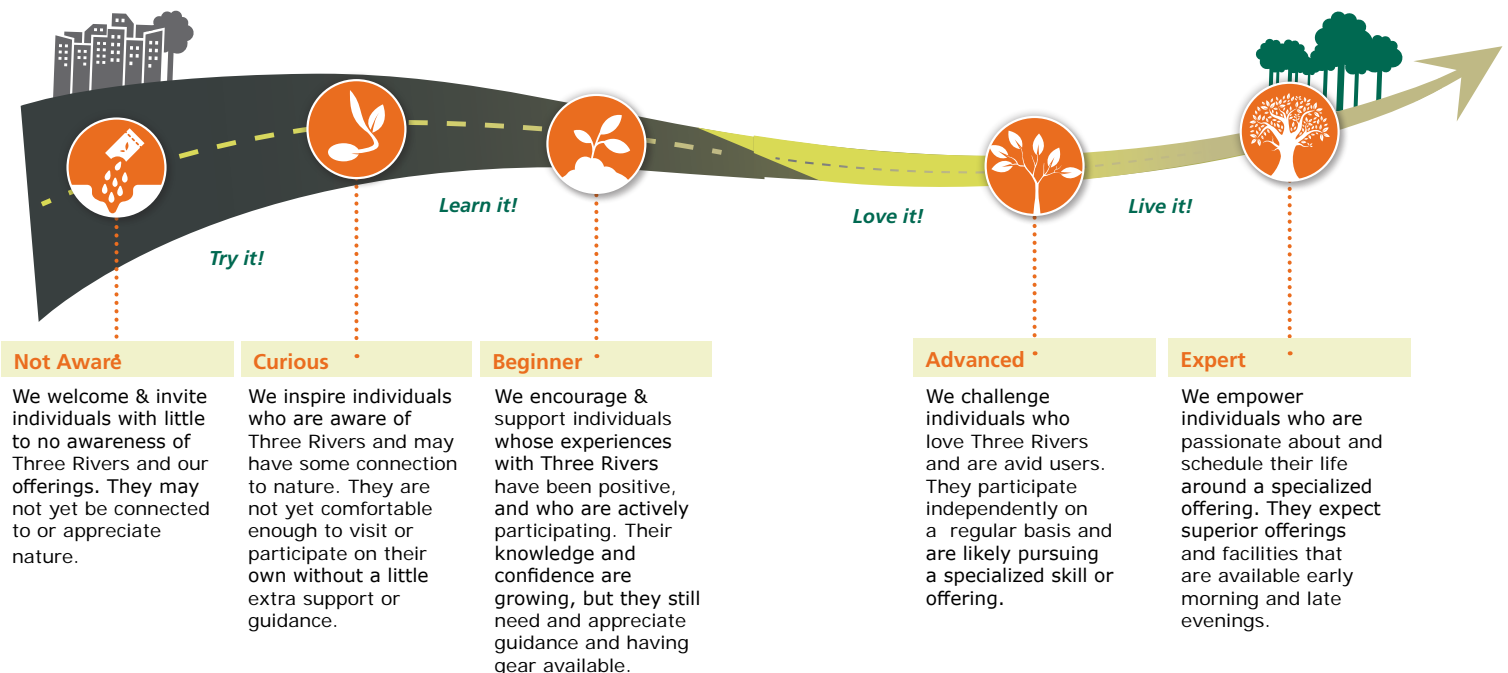 Learn it!
Love it!
Live it!
Try it!
Not Aware
We welcome & invite
individuals with little
to no awareness of
Three Rivers and our
offerings. They may
not yet be connected
to or appreciate
nature.
Curious
We inspire individuals
who are aware of
Three Rivers and may
have some connection
to nature. They are
not yet comfortable
enough to visit or
participate on their
own without a little
extra support or
guidance.
Beginner
We encourage &
support individuals
whose experiences
with Three Rivers
have been positive,
and who are actively
participating. Their
knowledge and
confidence are
growing, but they still
need and appreciate
guidance and having
gear available.
Advanced
We challenge
individuals who
love Three Rivers
and are avid users.
They participate
independently on
a regular basis and
are likely pursuing
a specialized skill or
offering.
Expert
We empower
individuals who are
passionate about and
schedule their life
around a specialized
offering. They expect
superior offerings
and facilities that
are available early
morning and late
evenings.